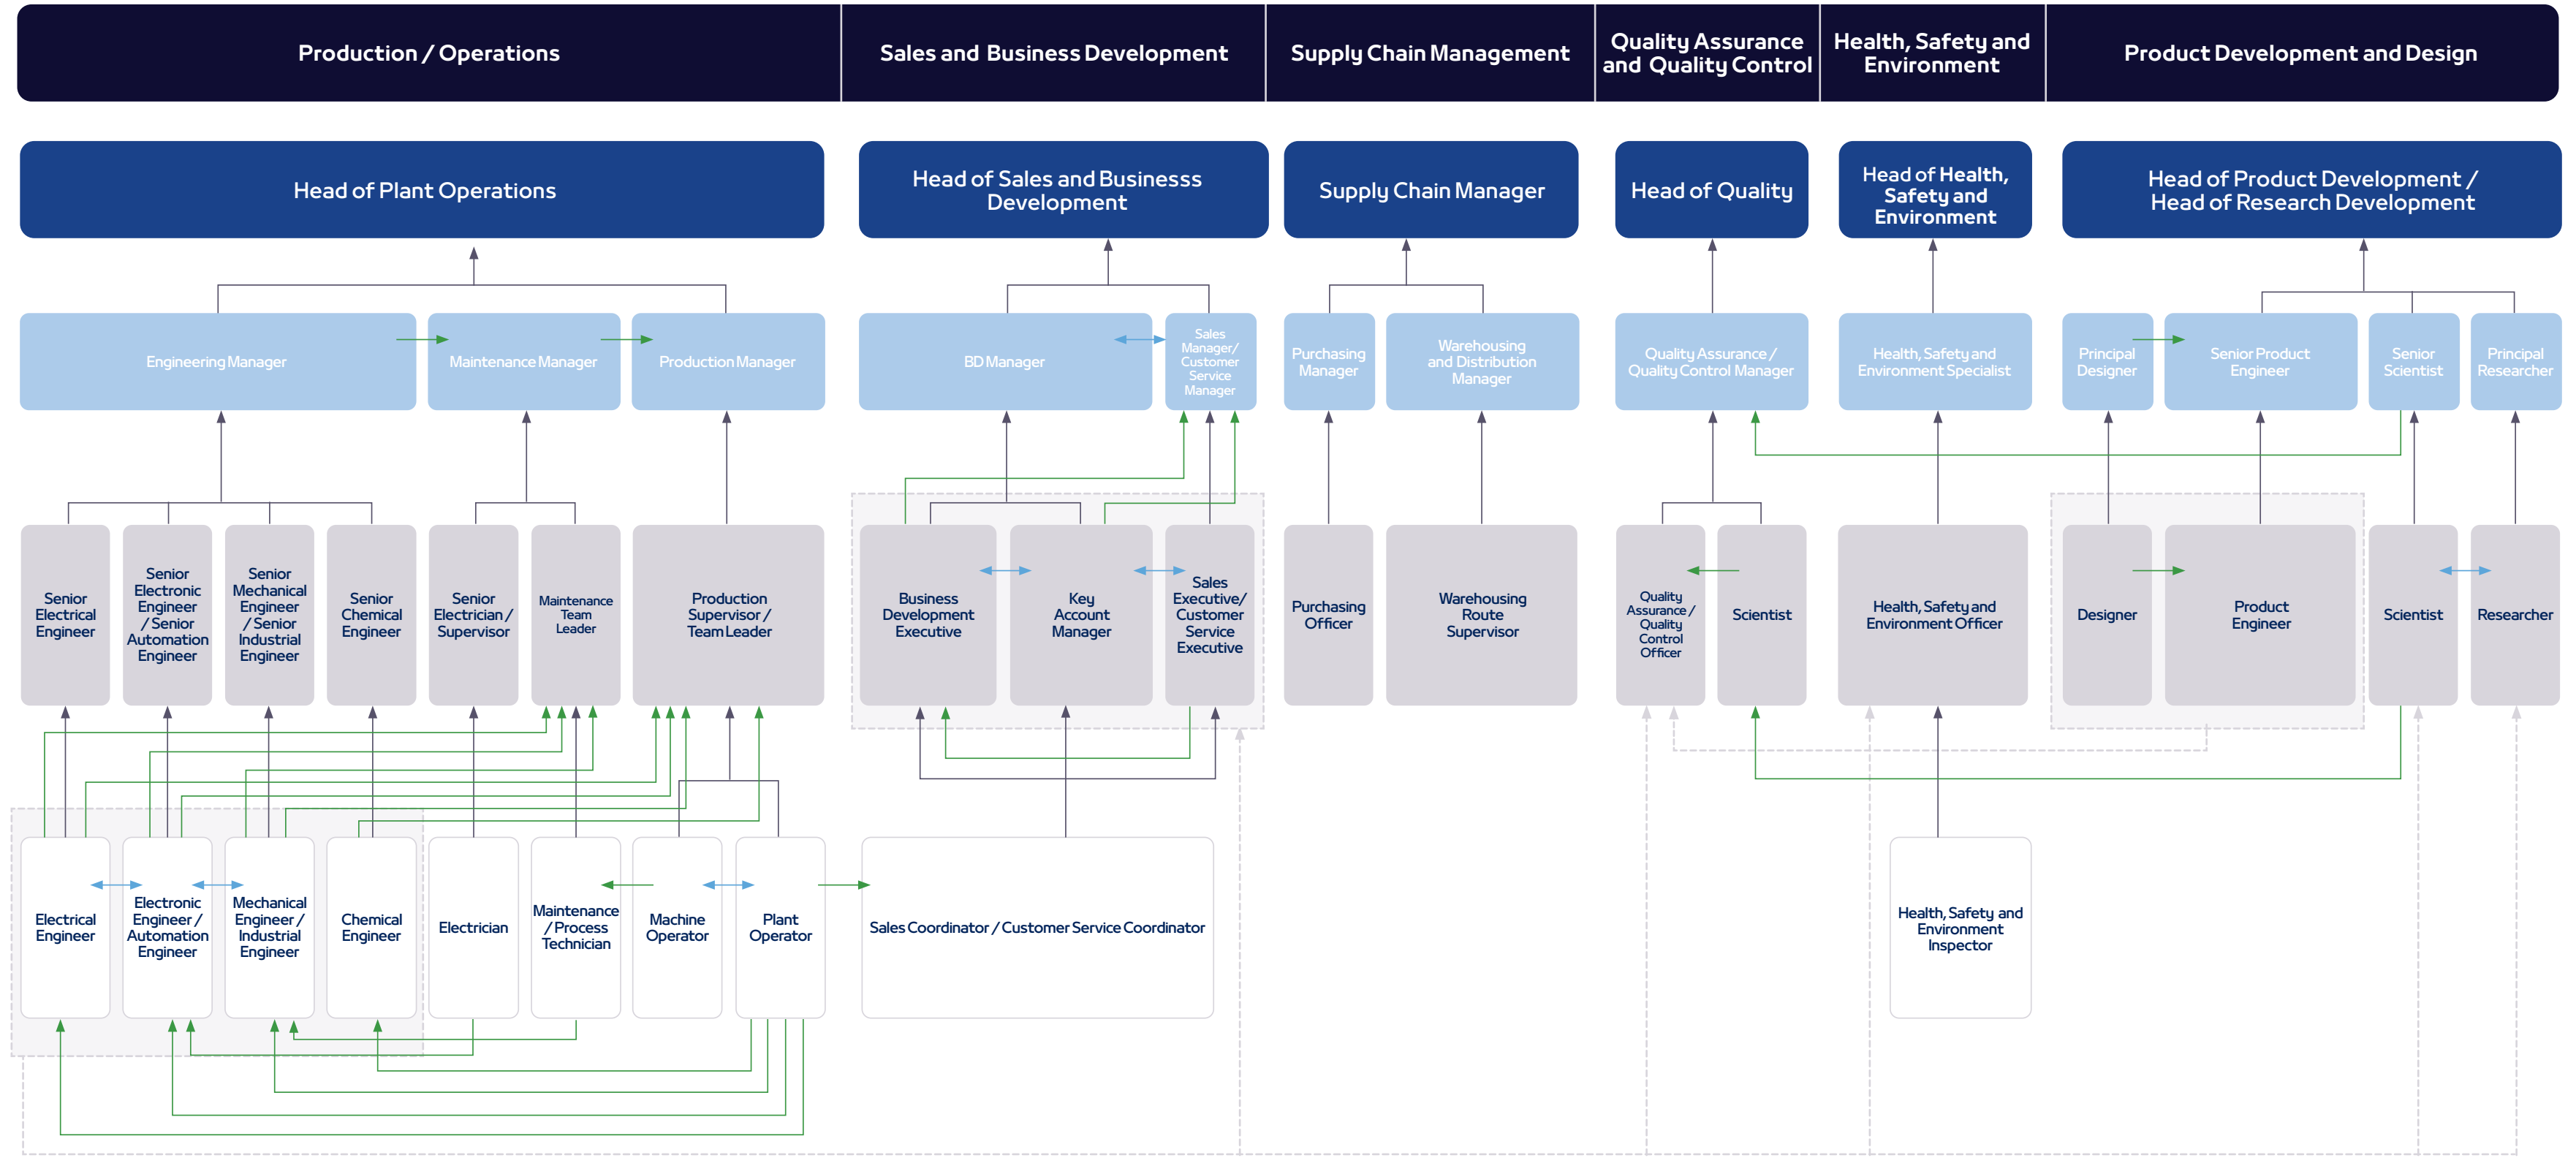 Production / Operations
Sales and Business Development
Supply Chain Management
Quality Assurance
and Quality Control
Health, Safety and
Environment
Product Development and Design
Head of Plant Operations
Head of Sales and Businesss
Development
Supply Chain Manager
Head of Quality
Head of Health,
Safety and
Environment
Head of Product Development /
Head of Research Development
Engineering Manager
Maintenance Manager
Production Manager
BD Manager
Sales
Manager/
Customer
Service
Manager
Purchasing
Manager
Warehousing
and Distribution
Manager
Quality Assurance /
Quality Control Manager
Health, Safety and
Environment Specialist
Principal
Designer
Senior Product
Engineer
Senior
Scientist
Principal
Researcher
Senior
Electrical
Engineer
Senior
Electronic
Engineer
/ Senior
Automation
Engineer
Senior
Mechanical
Engineer
/ Senior
Industrial
Engineer
Senior
Chemical
Engineer
Senior
Electrician /
Supervisor
Maintenance
Team
Leader
Production
Supervisor /
Team Leader
Business
Development
Executive
Key
Account
Manager
Sales
Executive/
Customer
Service
Executive
Purchasing
Officer
Warehousing
Route
Supervisor
Quality
Assurance /
Quality
Control
Officer
Scientist
Health, Safety and
Environment Officer
Designer
Product
Engineer
Scientist
Researcher
Electrical
Engineer
Electronic
Engineer /
Automation
Engineer
Mechanical
Engineer /
Industrial
Engineer
Chemical
Engineer
Electrician
Maintenance
/ Process
Technician
Machine
Operator
Plant
Operator
Sales Coordinator / Customer Service Coordinator
Health, Safety and
Environment
Inspector